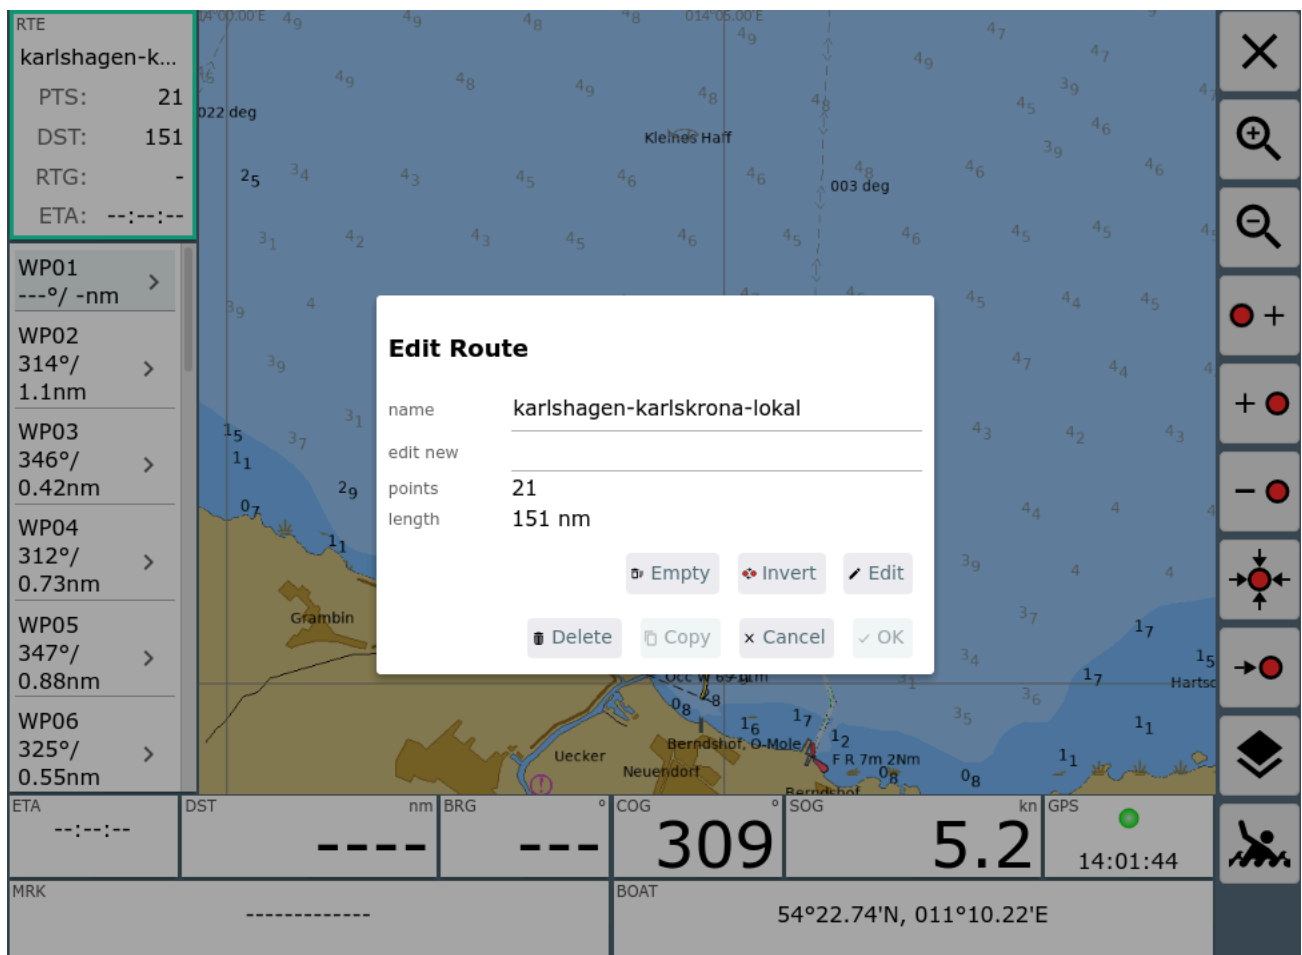 RTE
karlshagen-k...
PTS: 21
DST: 151
RTG: -
ETA: --:--:--
WP01
---°/ -nm
WP02
314°/
1.1nm
WP03
346°/
0.42nm
WP04
312°/
0.73nm
WP05
347°/
0.88nm
WP06
325°/
0.55nm
014°05.00'E
022 deg
Kleines Haff
003 deg
Edit Route
name karlshagen-karlskrona-lokal
edit new
points 21
length 151 nm
Empty Invert Edit
Delete Copy Cancel OK
Grambin
Uecker
Berndshof, O-Mole
Neuendorf
F R 7m 2Nm
Berndshof
ETA
--:--:--
DST nm
----
BRG °
---
COG °
309
SOG kn
5.2
GPS
14:01:44
MRK
-------------
BOAT
54°22.74'N, 011°10.22'E